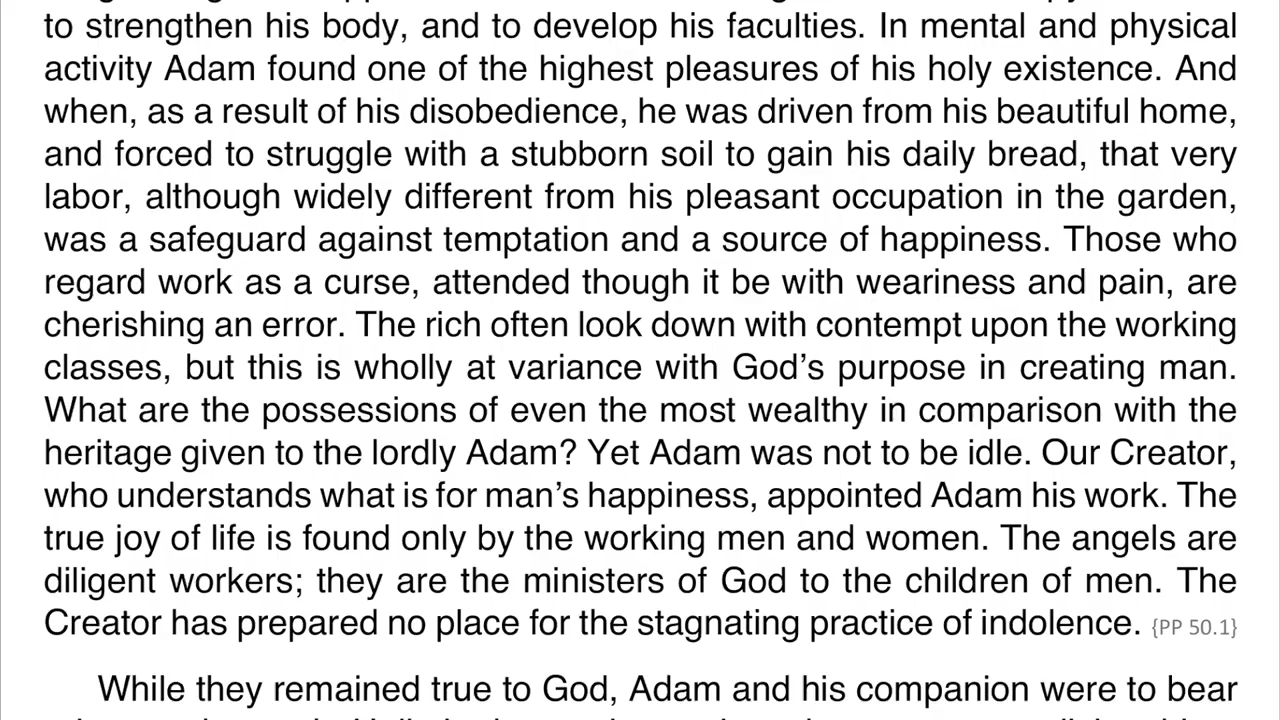 to strengthen his body, and to develop his faculties. In mental and physical
activity Adam found one of the highest pleasures of his holy existence. And
when, as a result of his disobedience, he was driven from his beautiful home,
and forced to struggle with a stubborn soil to gain his daily bread, that very
labor, although widely different from his pleasant occupation in the garden,
was a safeguard against temptation and a source of happiness. Those who
regard work as a curse, attended though it be with weariness and pain, are
cherishing an error. The rich often look down with contempt upon the working
classes, but this is wholly at variance with God’s purpose in creating man.
What are the possessions of even the most wealthy in comparison with the
heritage given to the lordly Adam? Yet Adam was not to be idle. Our Creator,
who understands what is for man’s happiness, appointed Adam his work. The
true joy of life is found only by the working men and women. The angels are
diligent workers; they are the ministers of God to the children of men. The
Creator has prepared no place for the stagnating practice of indolence. {PP 50.1}
While they remained true to God, Adam and his companion were to bear